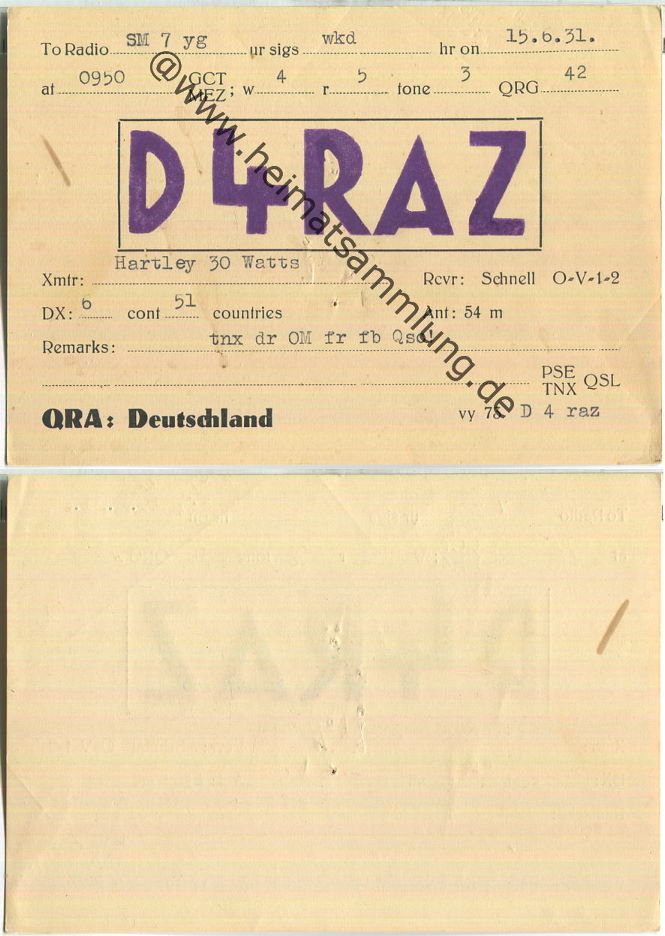 To Radio SM 7 yg ur sigs wkd hr on 15.6.31.
at 0950 GCT MEZ; w 4 r 5 tone 3 QRG 42
D4RAZ
Xmtr: Hartley 30 Watts Rcvr: Schnell O-V-1-2
DX: 6 cont 51 countries Ant: 54 m
Remarks: tnx dr OM fr fb Qso!
PSE TNX QSL
QRA: Deutschland vy 73. D 4 raz
@www.heimatsammlung.de